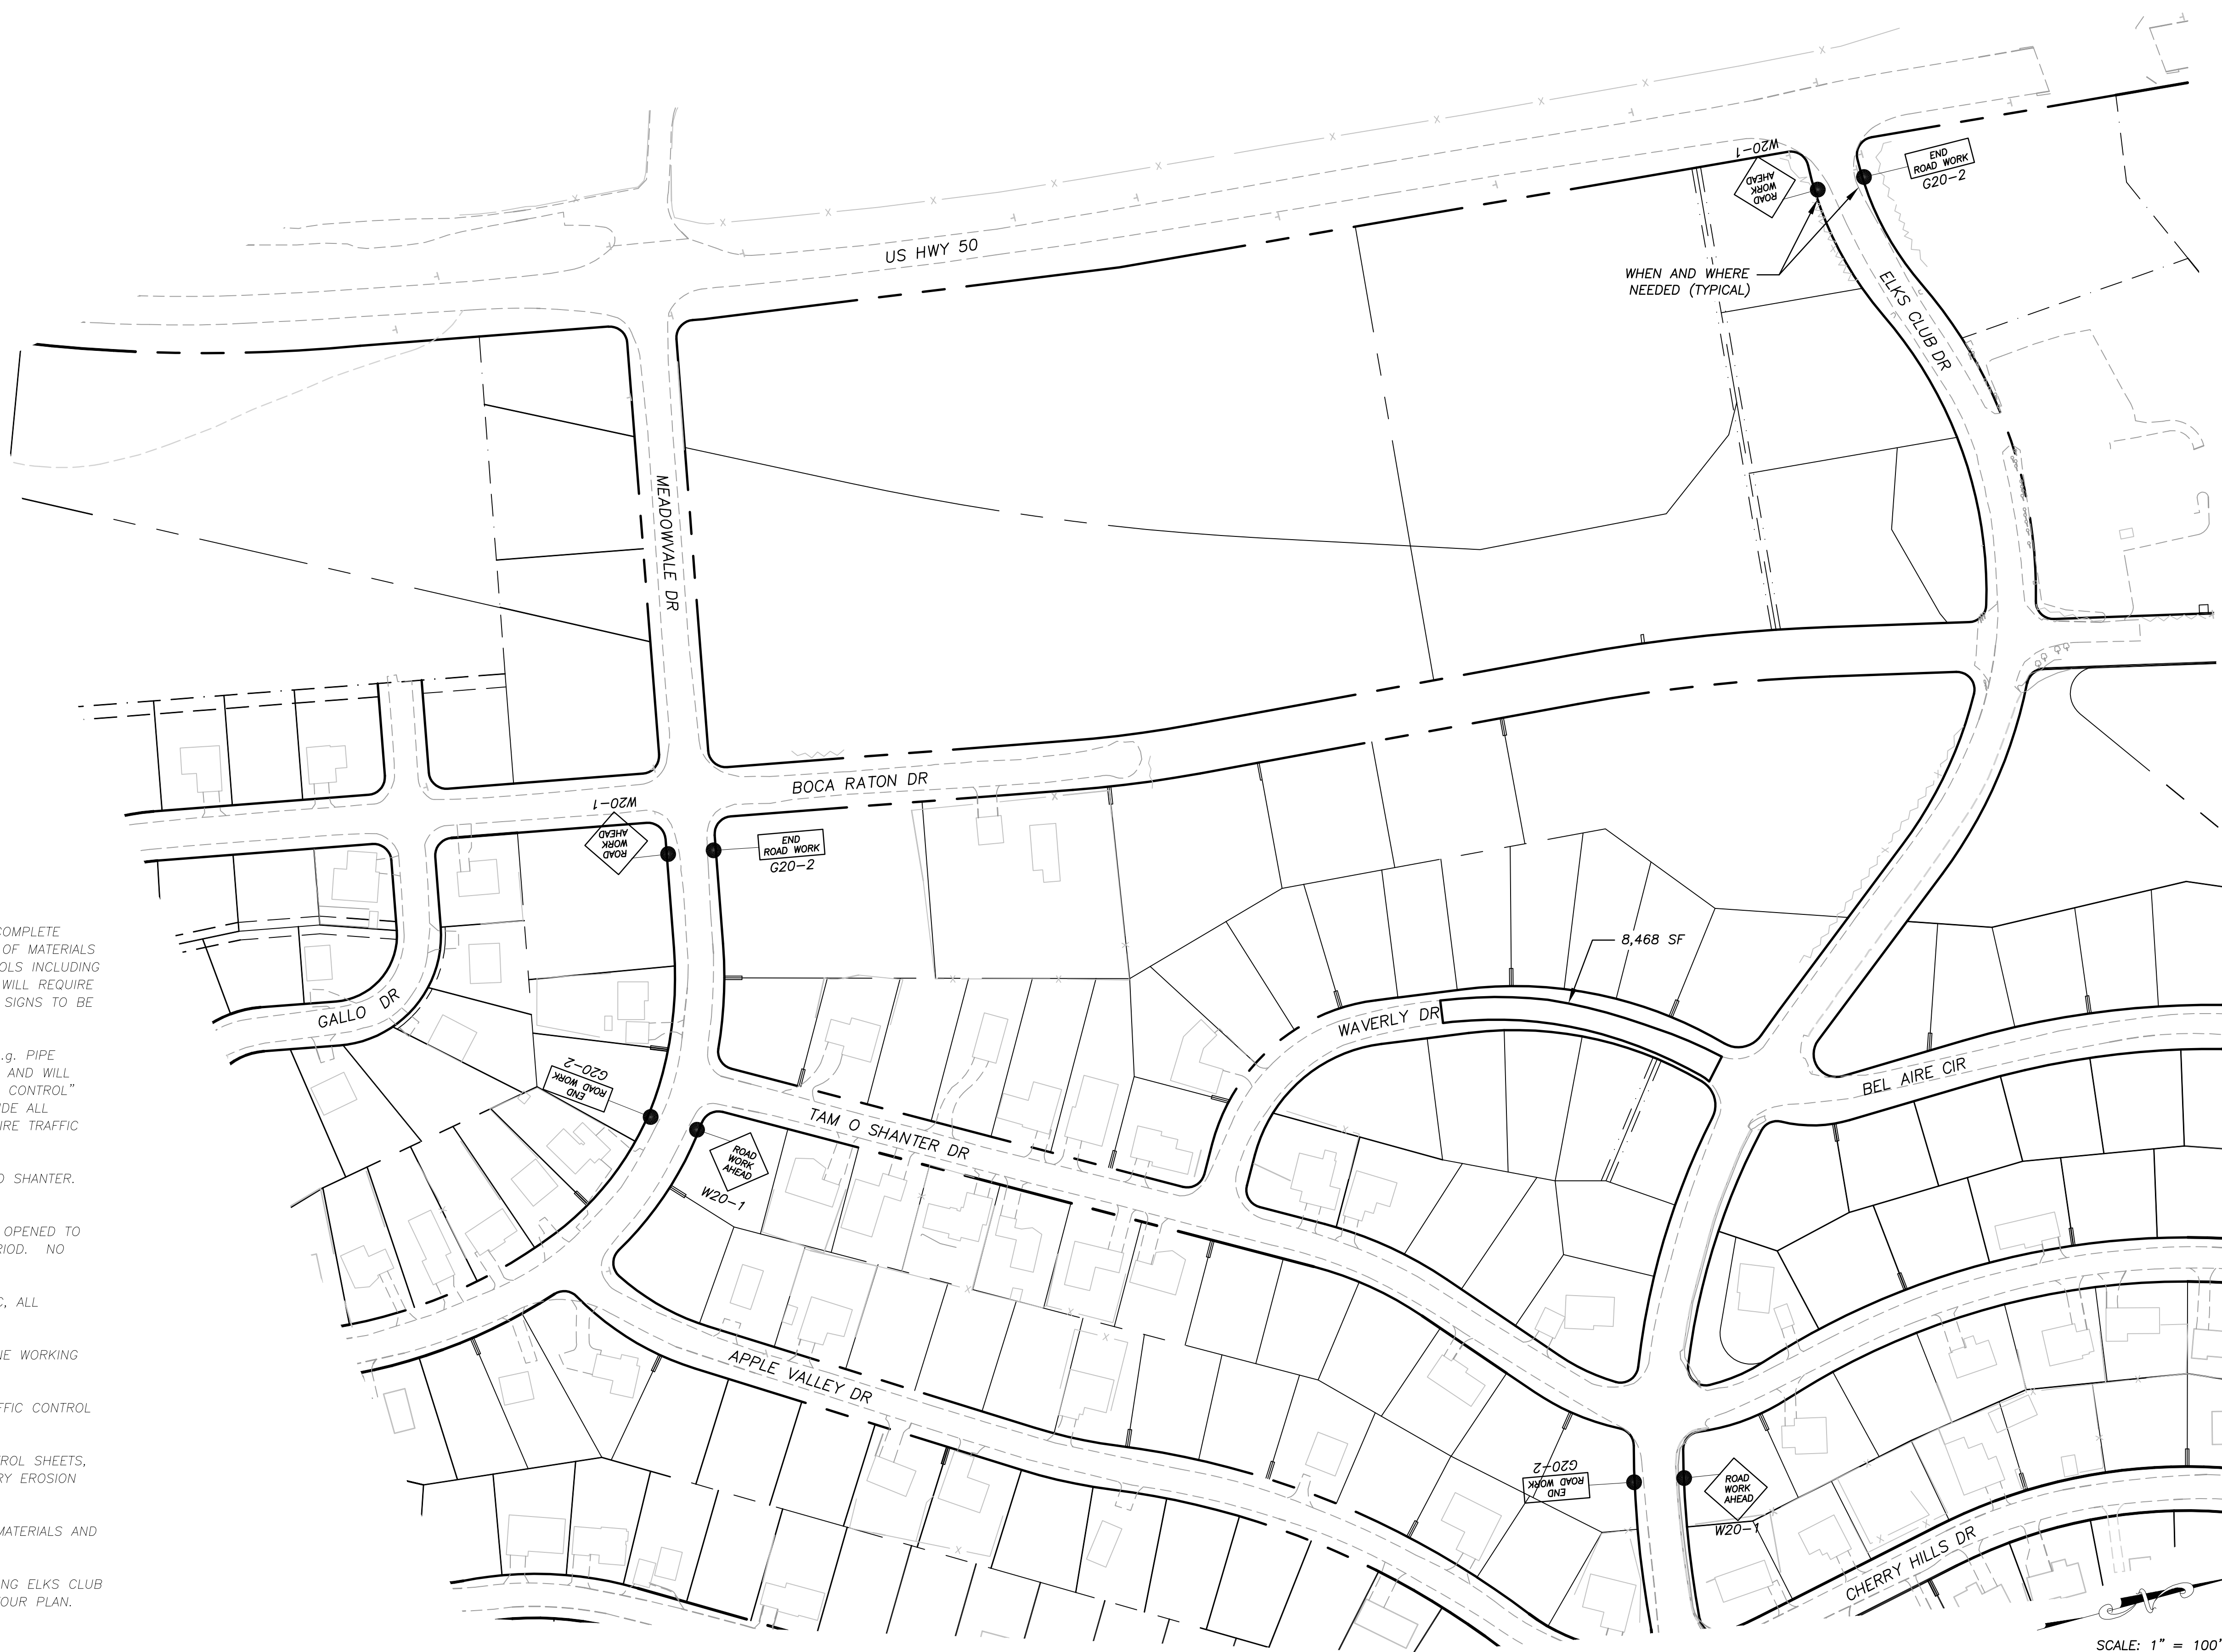 W20-1
ROAD
WORK
AHEAD
END
ROAD WORK
G20-2
US HWY 50
WHEN AND WHERE
NEEDED (TYPICAL)
ELKS CLUB DR
MEADOWVALE DR
BOCA RATON DR
W20-1
ROAD
WORK
AHEAD
END
ROAD WORK
G20-2
COMPLETE
OF MATERIALS
OLS INCLUDING
WILL REQUIRE
SIGNS TO BE
.g. PIPE
AND WILL
CONTROL"
DE ALL
IRE TRAFFIC
O SHANTER.
OPENED TO
RIOD. NO
C, ALL
NE WORKING
FFIC CONTROL
ROL SHEETS,
RY EROSION
MATERIALS AND
NG ELKS CLUB
YOUR PLAN.
8,468 SF
GALLO DR
WAVERLY DR
BEL AIRE CIR
G20-2
END
ROAD WORK
TAM O SHANTER DR
ROAD
WORK
AHEAD
W20-1
APPLE VALLEY DR
G20-2
END
ROAD WORK
ROAD
WORK
AHEAD
W20-1
CHERRY HILLS DR
SCALE: 1" = 100'